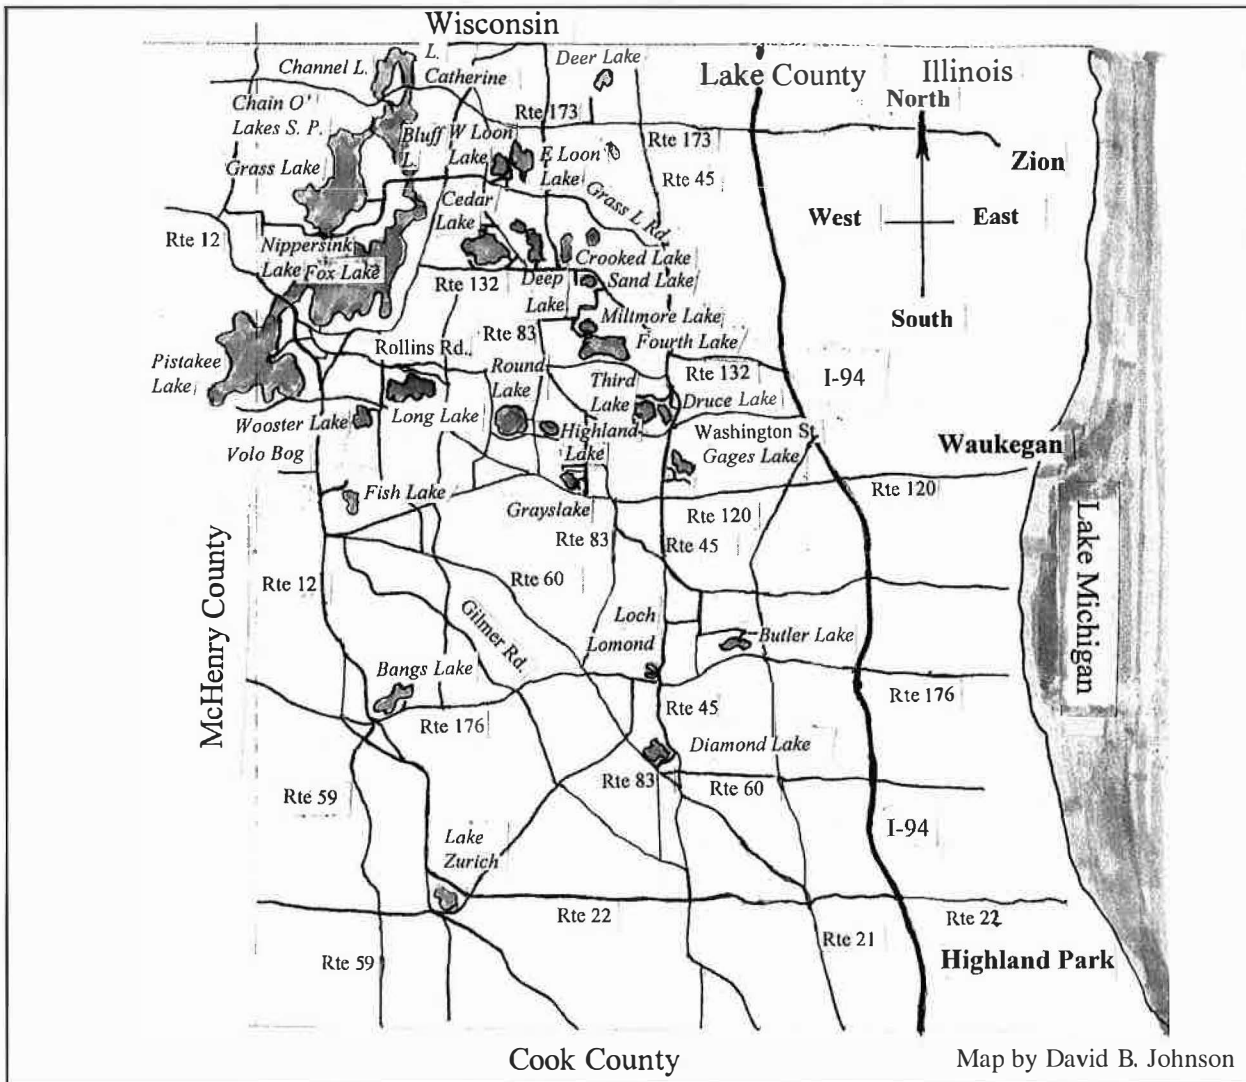 Wisconsin
Channel L.
L.
Catherine
Deer Lake
Lake County
Illinois
North
Chain O'
Lakes S. P.
Rte 173
Rte 173
Zion
Bluff
L.
W Loon
Lake
E Loon
Lake
Grass Lake
Rte 45
Grass L Rd.
Cedar
Lake
West
East
Rte 12
Nippersink
Lake
Fox Lake
Crooked Lake
Sand Lake
Rte 132
Deep
Lake
South
Miltmore Lake
Fourth Lake
Rte 83
Rollins Rd.
Pistakee
Lake
Round
Lake
Third
Lake
Rte 132
I-94
Druce Lake
Wooster Lake
Long Lake
Highland
Lake
Washington St
Gages Lake
Waukegan
Volo Bog
Fish Lake
Grayslake
Rte 120
Rte 120
Lake Michigan
McHenry County
Rte 83
Rte 45
Rte 12
Rte 60
Gilmer Rd.
Loch
Lomond
Butler Lake
Bangs Lake
Rte 176
Rte 176
Rte 45
Diamond Lake
Rte 59
Rte 83
Rte 60
I-94
Lake
Zurich
Rte 22
Rte 22
Rte 21
Rte 59
Highland Park
Cook County
Map by David B. Johnson